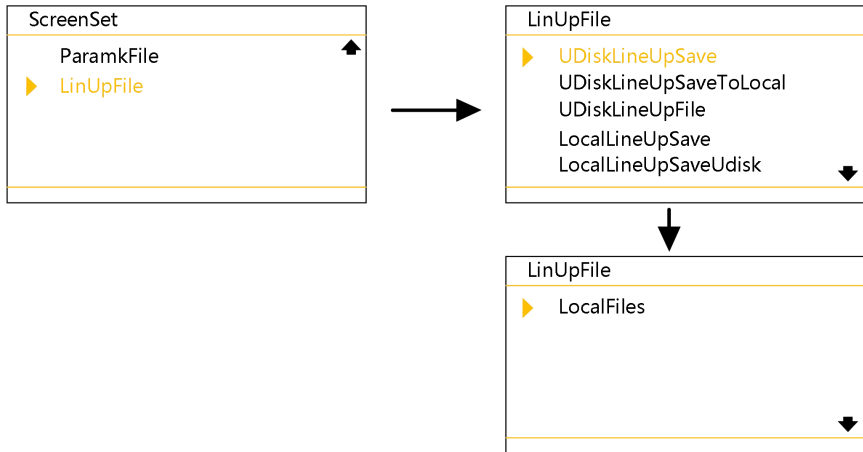 ScreenSet
ParamkFile
LinUpFile
LinUpFile
UDiskLineUpSave
UDiskLineUpSaveToLocal
UDiskLineUpFile
LocalLineUpSave
LocalLineUpSaveUdisk
LinUpFile
LocalFiles